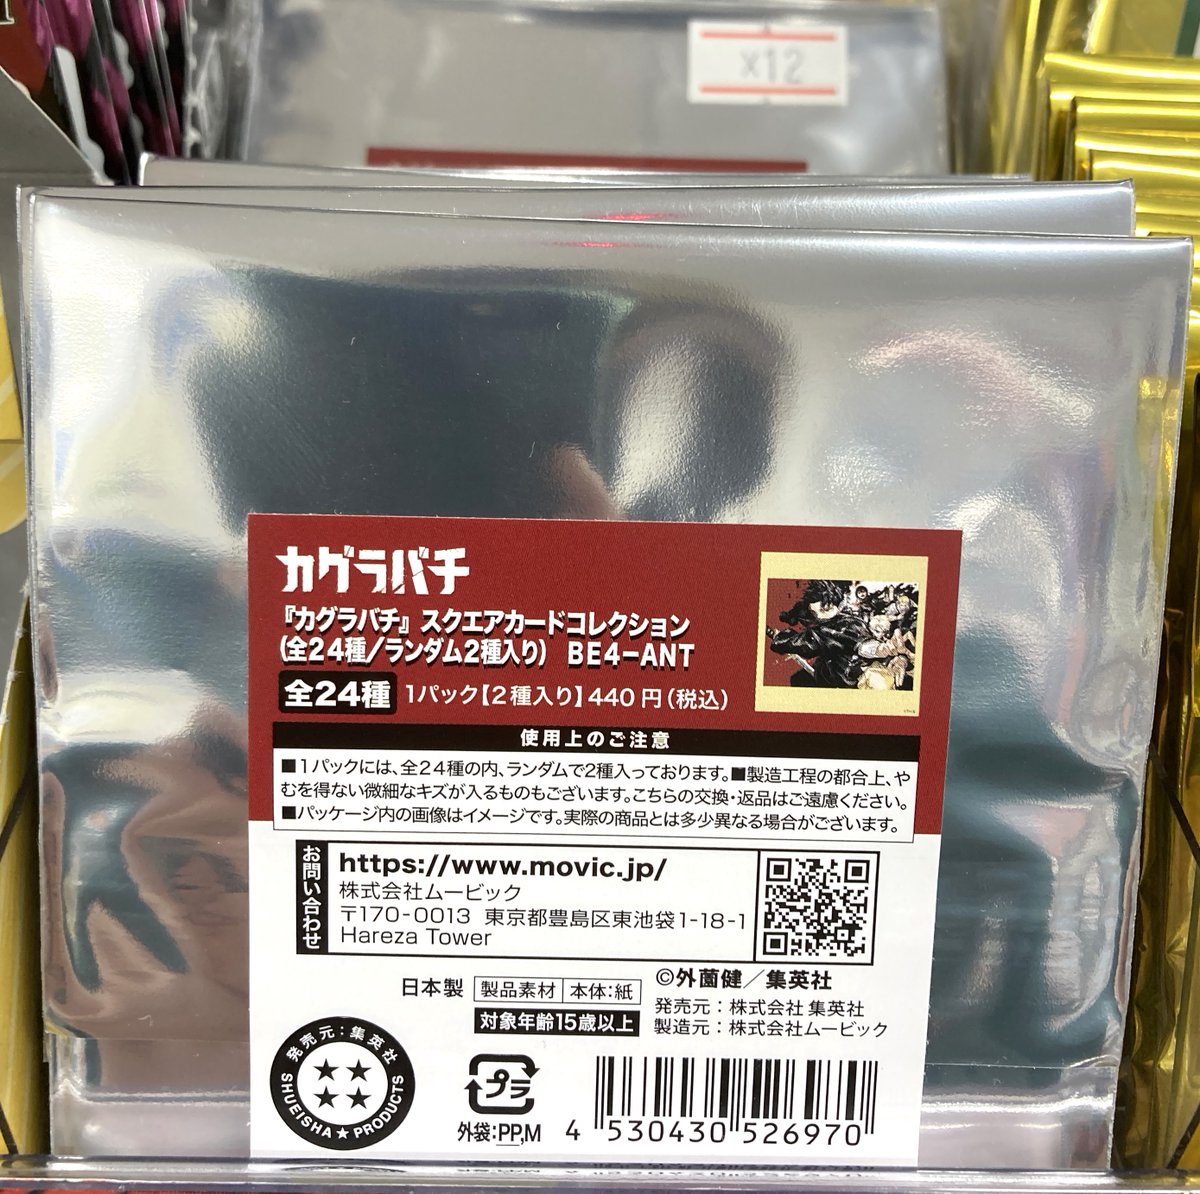 x12
カグラバチ
『カグラバチ』スクエアカードコレクション
(全24種/ランダム2種入り) BE4-ANT
全24種 1パック【2種入り】440円(税込)
使用上のご注意
■1パックには、全24種の内、ランダムで2種入っております。■製造工程の都合上、や
むを得ない微細なキズが入るものもございます。こちらの交換・返品はご遠慮ください。
■パッケージ内の画像はイメージです。実際の商品とは多少異なる場合がございます。
お問い合わせ
https://www.movic.jp/
株式会社ムービック
〒170-0013 東京都豊島区東池袋1-18-1
Hareza Tower
©外薗健/集英社
日本製 製品素材 本体:紙
発売元:株式会社 集英社
対象年齢15歳以上
製造元:株式会社ムービック
発売元:集英社
SHUEISHA★PRODUCTS
プラ
外袋:PP,M
4 530430 526970